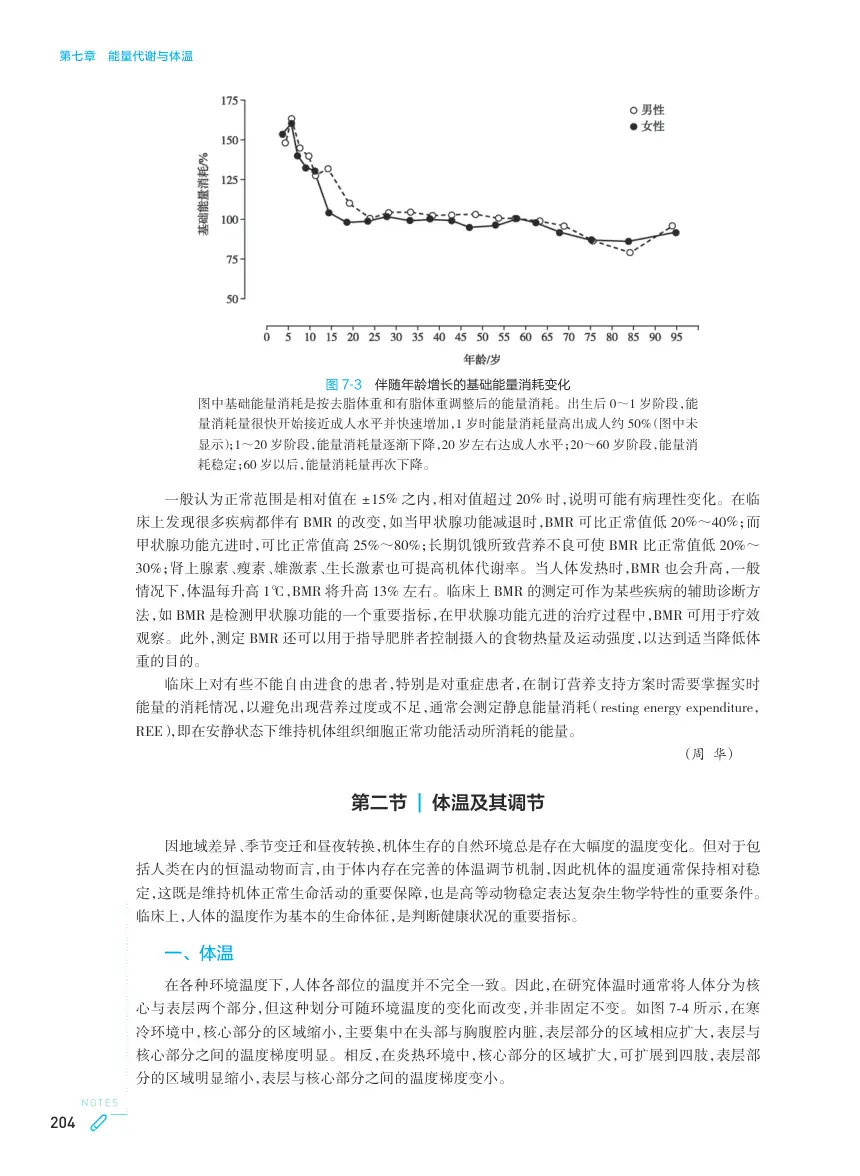 第七章 能量代谢与体温
175
150
125
100
75
50
基础能量消耗/%
男性
女性
0 5 10 15 20 25 30 35 40 45 50 55 60 65 70 75 80 85 90 95
年龄/岁
图 7-3 伴随年龄增长的基础能量消耗变化
图中基础能量消耗是按去脂体重和有脂体重调整后的能量消耗。出生后 0～1 岁阶段,能
量消耗量很快开始接近成人水平并快速增加,1 岁时能量消耗量高出成人约 50%(图中未
显示);1～20 岁阶段,能量消耗量逐渐下降,20 岁左右达成人水平;20～60 岁阶段,能量消
耗稳定;60 岁以后,能量消耗量再次下降。
一般认为正常范围是相对值在 ±15% 之内,相对值超过 20% 时,说明可能有病理性变化。在临
床上发现很多疾病都伴有 BMR 的改变,如当甲状腺功能减退时,BMR 可比正常值低 20%～40%;而
甲状腺功能亢进时,可比正常值高 25%～80%;长期饥饿所致营养不良可使 BMR 比正常值低 20%～
30%;肾上腺素、瘦素、雄激素、生长激素也可提高机体代谢率。当人体发热时,BMR 也会升高,一般
情况下,体温每升高 1℃,BMR 将升高 13% 左右。临床上 BMR 的测定可作为某些疾病的辅助诊断方
法,如 BMR 是检测甲状腺功能的一个重要指标,在甲状腺功能亢进的治疗过程中,BMR 可用于疗效
观察。此外,测定 BMR 还可以用于指导肥胖者控制摄入的食物热量及运动强度,以达到适当降低体
重的目的。
临床上对有些不能自由进食的患者,特别是对重症患者,在制订营养支持方案时需要掌握实时
能量的消耗情况,以避免出现营养过度或不足,通常会测定静息能量消耗(resting energy expenditure,
REE),即在安静状态下维持机体组织细胞正常功能活动所消耗的能量。
(周 华)
第二节 | 体温及其调节
因地域差异、季节变迁和昼夜转换,机体生存的自然环境总是存在大幅度的温度变化。但对于包
括人类在内的恒温动物而言,由于体内存在完善的体温调节机制,因此机体的温度通常保持相对稳
定,这既是维持机体正常生命活动的重要保障,也是高等动物稳定表达复杂生物学特性的重要条件。
临床上,人体的温度作为基本的生命体征,是判断健康状况的重要指标。
一、体温
在各种环境温度下,人体各部位的温度并不完全一致。因此,在研究体温时通常将人体分为核
心与表层两个部分,但这种划分可随环境温度的变化而改变,并非固定不变。如图 7-4 所示,在寒
冷环境中,核心部分的区域缩小,主要集中在头部与胸腹腔内脏,表层部分的区域相应扩大,表层与
核心部分之间的温度梯度明显。相反,在炎热环境中,核心部分的区域扩大,可扩展到四肢,表层部
分的区域明显缩小,表层与核心部分之间的温度梯度变小。
NOTES
204